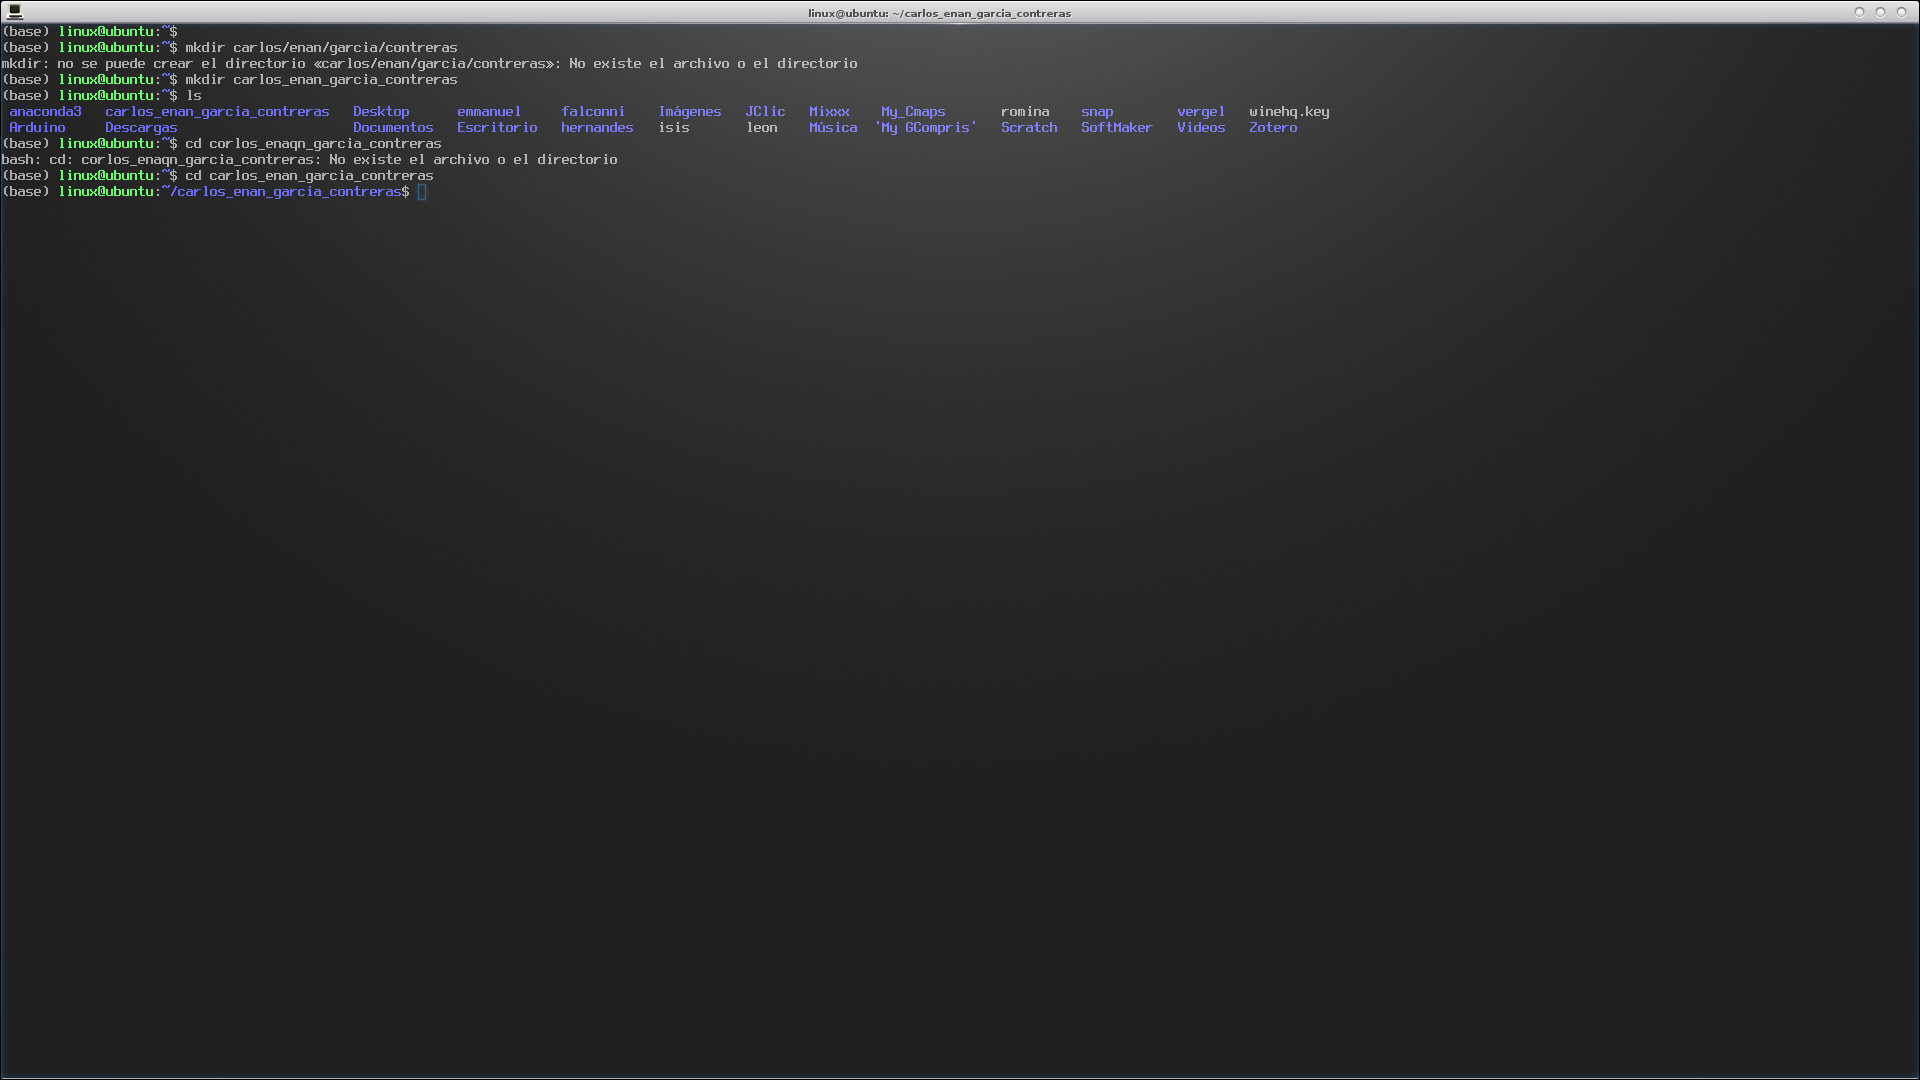 linux@ubuntu: ~/carlos_enan_garcia_contreras
(base) linux@ubuntu:~$
(base) linux@ubuntu:~$ mkdir carlos/enan/garcia/contreras
mkdir: no se puede crear el directorio «carlos/enan/garcia/contreras»: No existe el archivo o el directorio
(base) linux@ubuntu:~$ mkdir carlos_enan_garcia_contreras
(base) linux@ubuntu:~$ ls
anaconda3 carlos_enan_garcia_contreras Desktop emmanuel falconni Imágenes JClic Mixxx My_Cmaps romina snap vergel winehq.key
Arduino Descargas Documentos Escritorio hernandes isis leon Música 'My GCompris' Scratch SoftMaker Vídeos Zotero
(base) linux@ubuntu:~$ cd corlos_enaqn_garcia_contreras
bash: cd: corlos_enaqn_garcia_contreras: No existe el archivo o el directorio
(base) linux@ubuntu:~$ cd carlos_enan_garcia_contreras
(base) linux@ubuntu:~/carlos_enan_garcia_contreras$